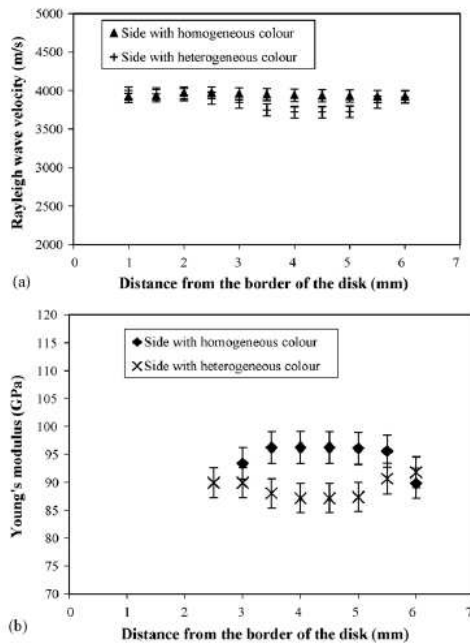 5000
▲ Side with homogeneous colour
+ Side with heterogeneous colour
4500
4000
3500
3000
2500
2000
Rayleigh wave velocity (m/s)
0 1 2 3 4 5 6 7
(a) Distance from the border of the disk (mm)
120
115
110
105
100
95
90
85
80
75
70
◆ Side with homogeneous colour
× Side with heterogeneous colour
Young's modulus (GPa)
0 1 2 3 4 5 6 7
(b) Distance from the border of the disk (mm)